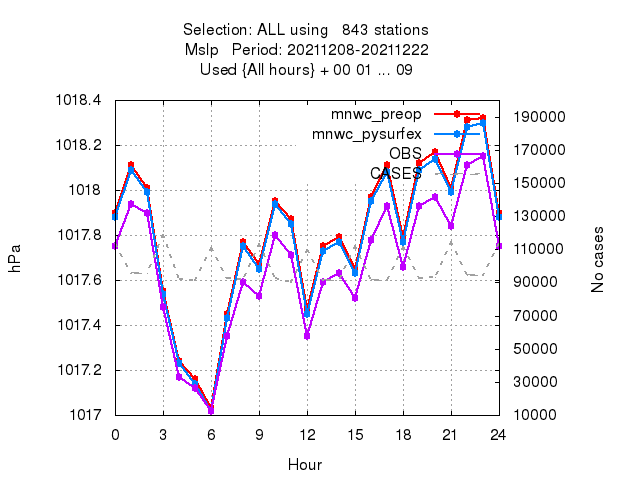 Selection: ALL using   843 stations
Mslp   Period: 20211208-20211222
Used {All hours} + 00 01 ... 09
mnwc_preop
mnwc_pysurfex
OBS
CASES
1018.4
1018.2
1018
1017.8
1017.6
1017.4
1017.2
1017
190000
170000
150000
130000
110000
90000
70000
50000
30000
10000
hPa
No cases
0 3 6 9 12 15 18 21 24
Hour